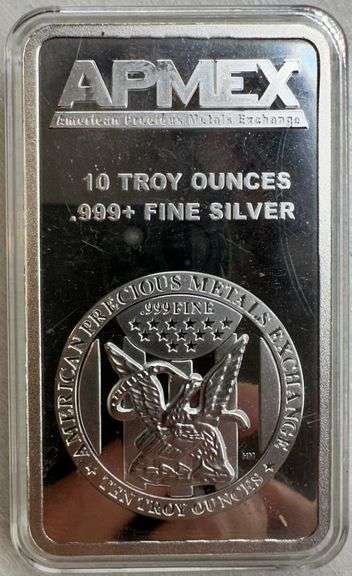 APMEX
American Precious Metals Exchange
10 TROY OUNCES
.999+ FINE SILVER
AMERICAN PRECIOUS METALS EXCHANGE
.999 FINE
TEN TROY OUNCES